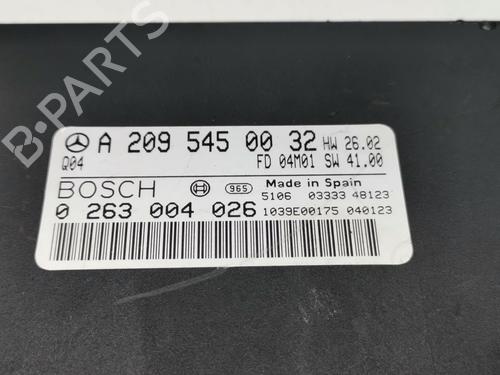 A 209 545 00 32 HW 26.02
Q04 FD 04M01 SW 41.00
BOSCH 965 Made in Spain
5106 03333 48123
0 263 004 026 1039E00175 040123
B-PARTS